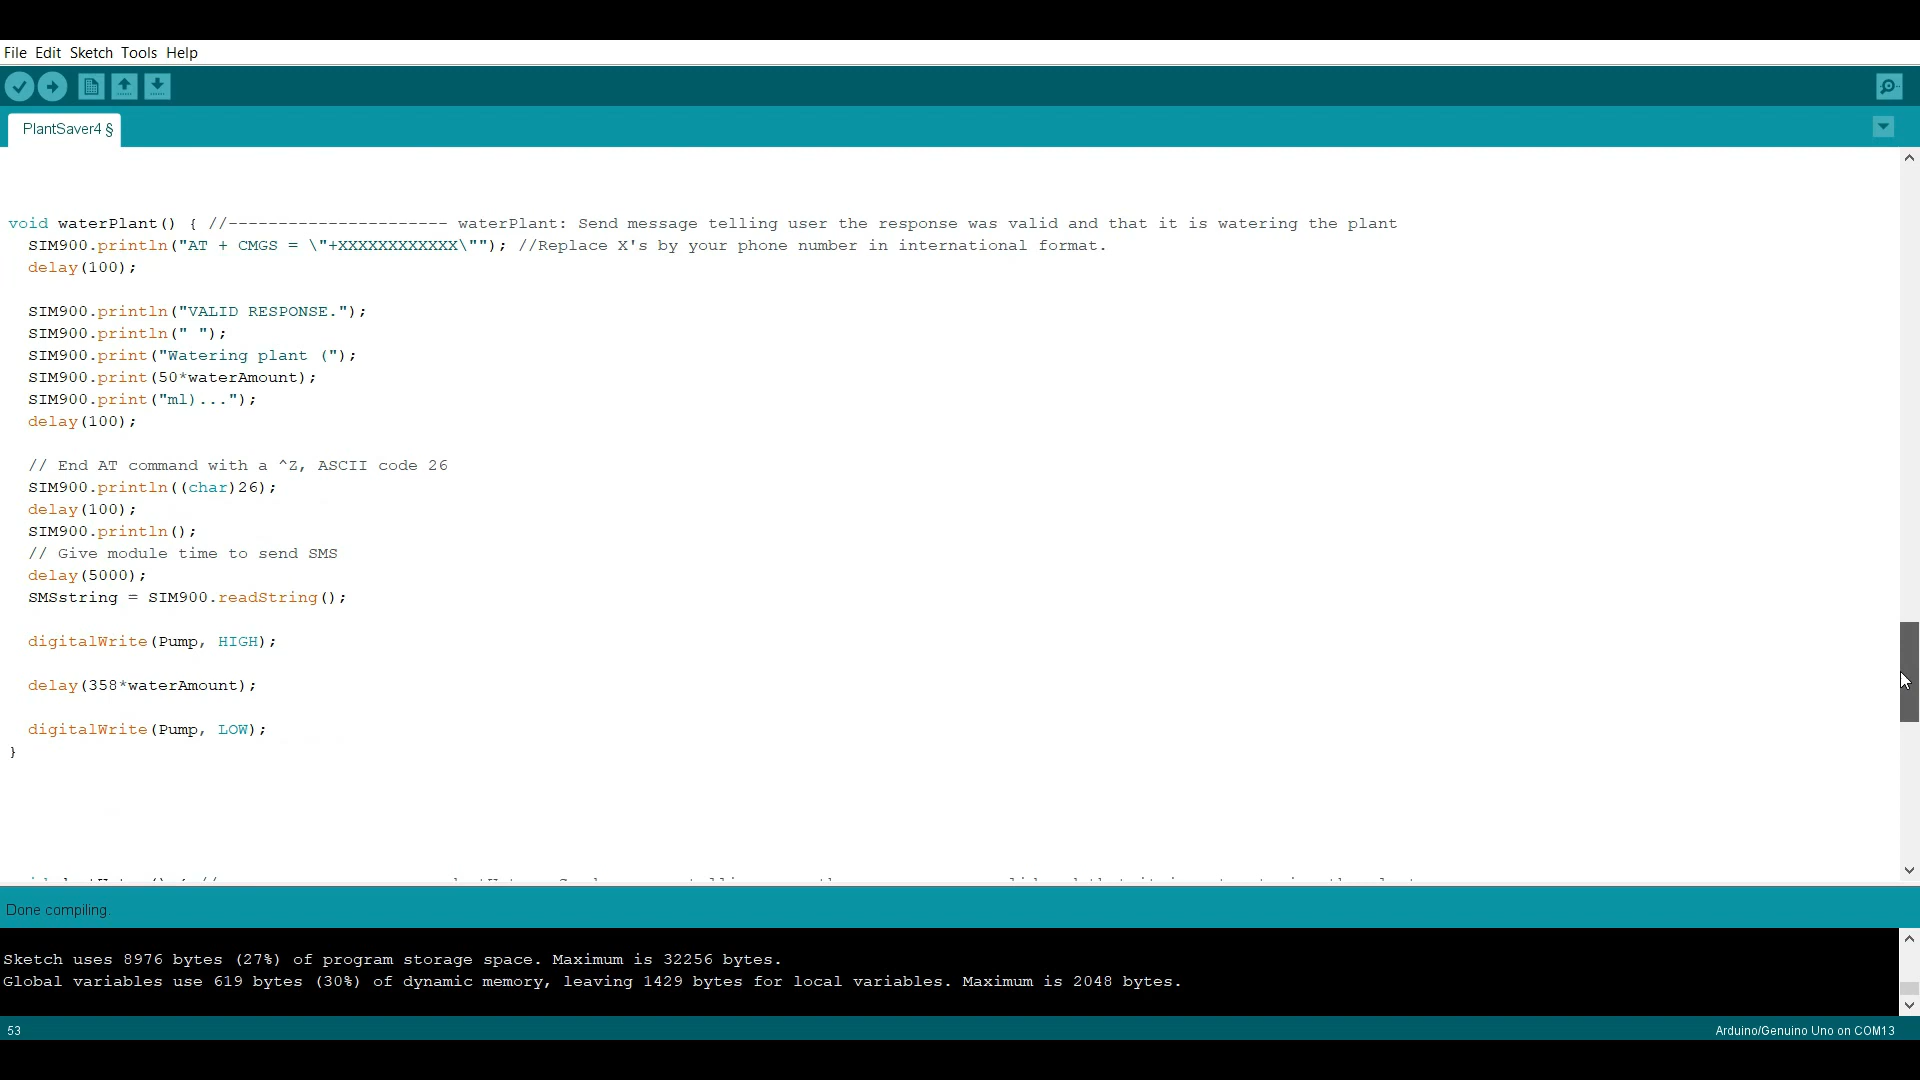 File Edit Sketch Tools Help
PlantSaver4 §
void waterPlant() { //---------------------- waterPlant: Send message telling user the response was valid and that it is watering the plant
SIM900.println("AT + CMGS = \"+XXXXXXXXXXXX\""); //Replace X's by your phone number in international format.
delay(100);
SIM900.println("VALID RESPONSE.");
SIM900.println(" ");
SIM900.print("Watering plant (");
SIM900.print(50*waterAmount);
SIM900.print("ml)...");
delay(100);
// End AT command with a ^Z, ASCII code 26
SIM900.println((char)26);
delay(100);
SIM900.println();
// Give module time to send SMS
delay(5000);
SMSstring = SIM900.readString();
digitalWrite(Pump, HIGH);
delay(358*waterAmount);
digitalWrite(Pump, LOW);
}
Done compiling.
Sketch uses 8976 bytes (27%) of program storage space. Maximum is 32256 bytes.
Global variables use 619 bytes (30%) of dynamic memory, leaving 1429 bytes for local variables. Maximum is 2048 bytes.
53
Arduino/Genuino Uno on COM13